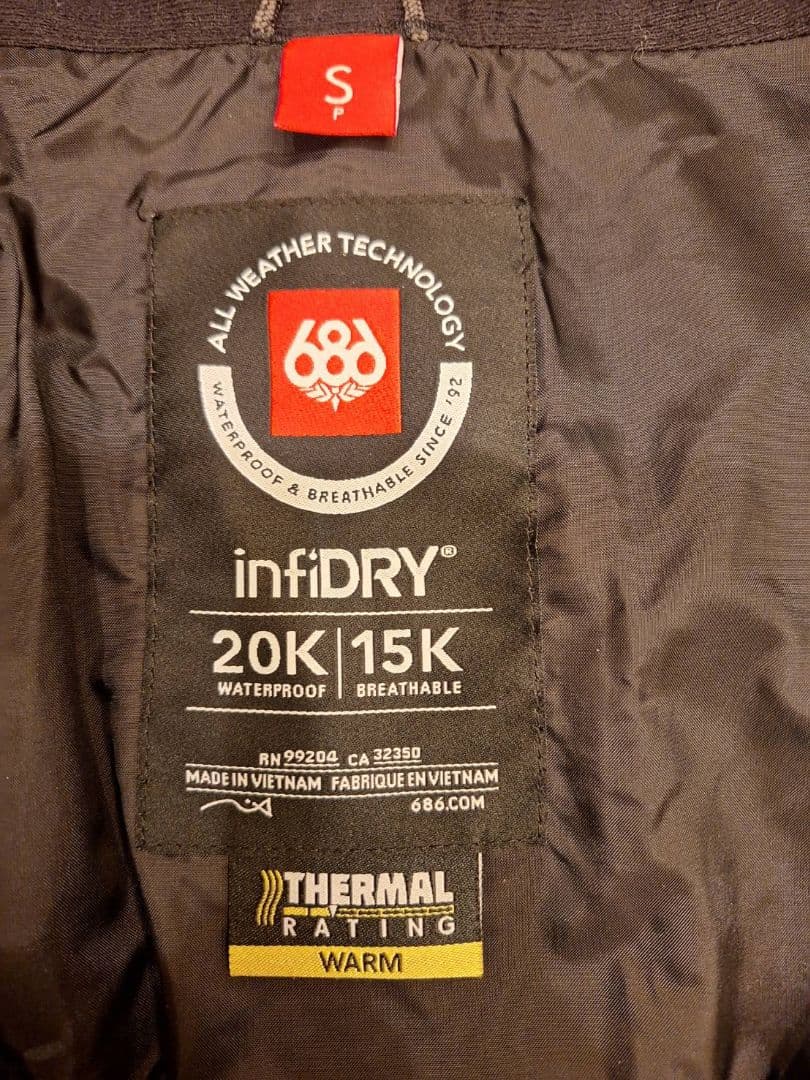 S
P
ALL WEATHER TECHNOLOGY
686
WATERPROOF & BREATHABLE SINCE '92
infiDRY®
20K | 15K
WATERPROOF BREATHABLE
RN 99204 CA 32350
MADE IN VIETNAM FABRIQUE EN VIETNAM
686.COM
THERMAL
RATING
WARM